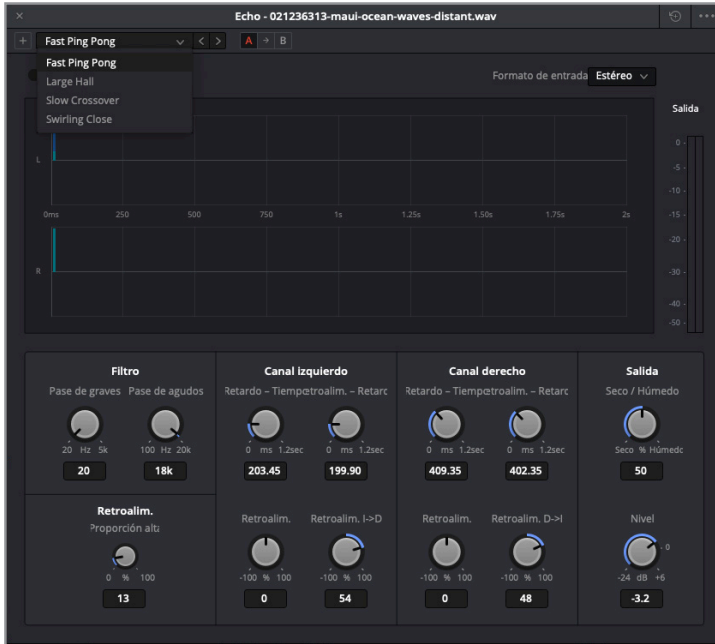 Echo - 021236313-maui-ocean-waves-distant.wav
Fast Ping Pong
A B
Fast Ping Pong
Large Hall
Slow Crossover
Swirling Close
Formato de entrada Estéreo
Salida
0
-5
-10
-15
-20
-30
-40
-50
L
0ms 250 500 750 1s 1.25s 1.50s 1.75s 2s
R
Filtro
Pase de graves Pase de agudos
20 Hz 5k 100 Hz 20k
20 18k
Retroalim.
Proporción alta
0 % 100
13
Canal izquierdo
Retardo – Tiempo etroalim. – Retarc
0 ms 1.2sec 0 ms 1.2sec
203.45 199.90
Retroalim. Retroalim. I->D
-100 % 100 -100 % 100
0 54
Canal derecho
Retardo – Tiempo etroalim. – Retarc
0 ms 1.2sec 0 ms 1.2sec
409.35 402.35
Retroalim. Retroalim. D->I
-100 % 100 -100 % 100
0 48
Salida
Seco / Húmedo
Seco % Húmedo
50
Nivel
0
-24 dB +6
-3.2